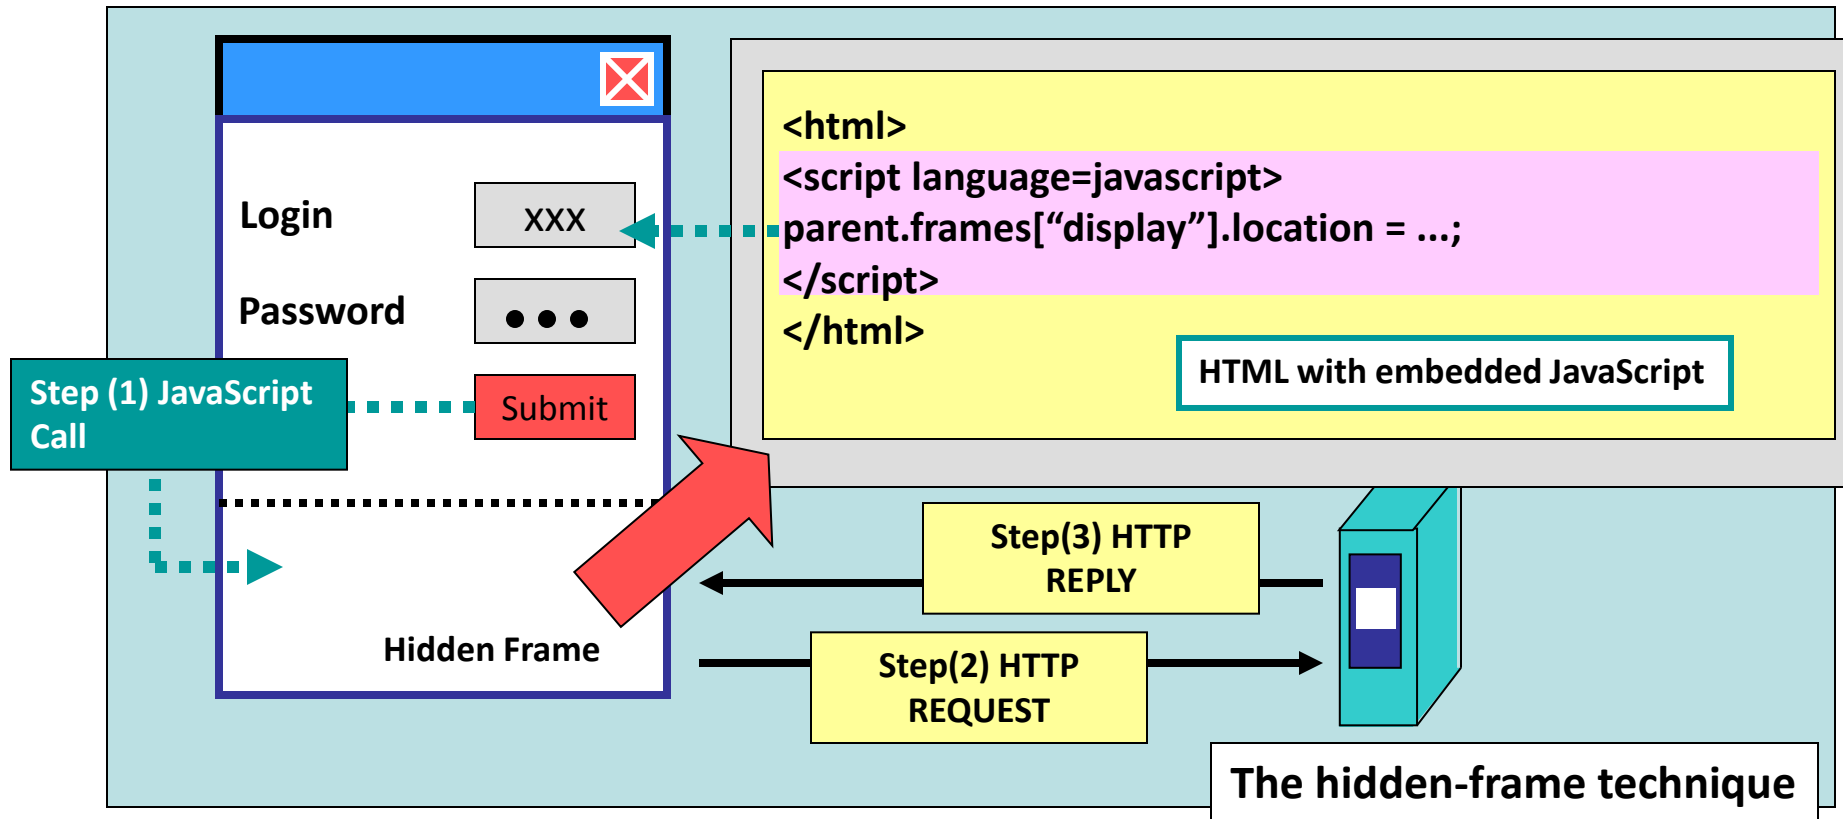 Login
xxx
Password
Submit
Step (1) JavaScript
Call
Hidden Frame
<html>
<script language=javascript>
parent.frames[“display”].location = ...;
</script>
</html>
HTML with embedded JavaScript
Step(3) HTTP
REPLY
Step(2) HTTP
REQUEST
The hidden-frame technique